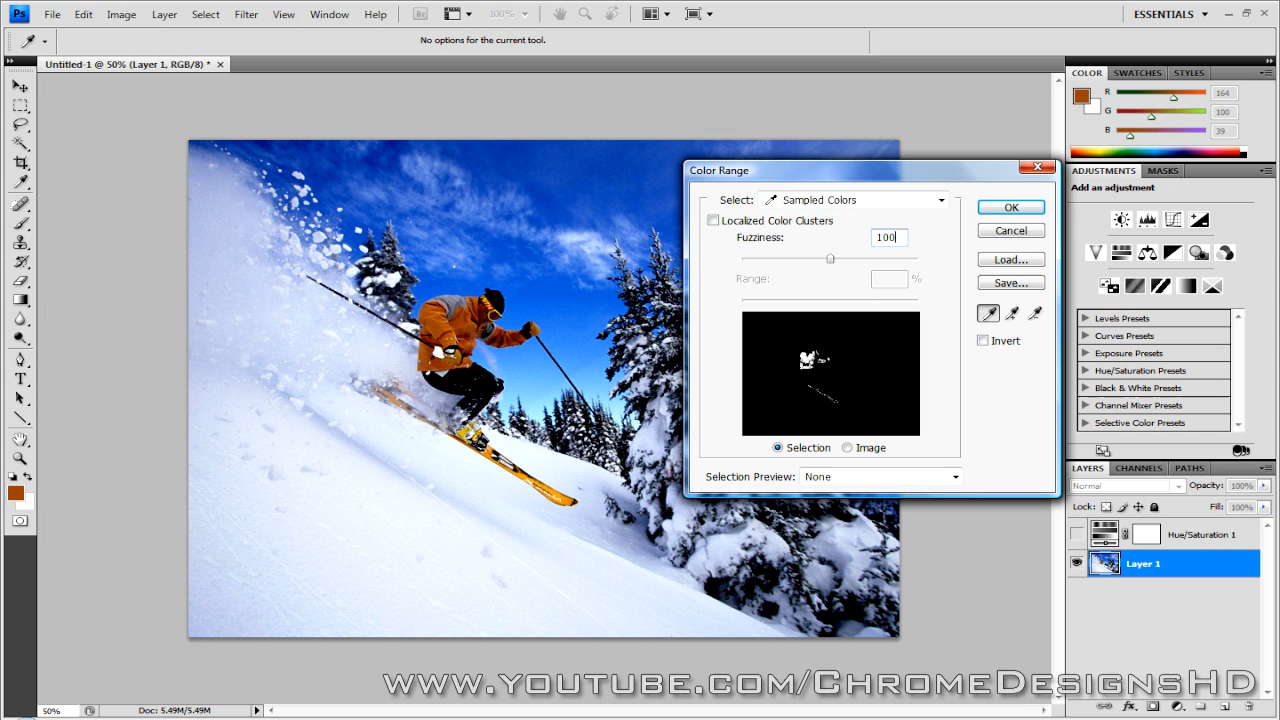 Ps File Edit Image Layer Select Filter View Window Help Br 100% ESSENTIALS
No options for the current tool.
Untitled-1 @ 50% (Layer 1, RGB/8) *
COLOR SWATCHES STYLES
R 164
G 100
B 39
ADJUSTMENTS MASKS
Add an adjustment
Levels Presets
Curves Presets
Exposure Presets
Hue/Saturation Presets
Black & White Presets
Channel Mixer Presets
Selective Color Presets
LAYERS CHANNELS PATHS
Normal Opacity: 100%
Lock: Fill: 100%
Hue/Saturation 1
Layer 1
Color Range
Select: Sampled Colors
Localized Color Clusters
Fuzziness: 100
Range: %
Selection Image
Selection Preview: None
OK
Cancel
Load...
Save...
Invert
www.youtube.com/ChromeDesignsHD
50% Doc: 5.49M/5.49M